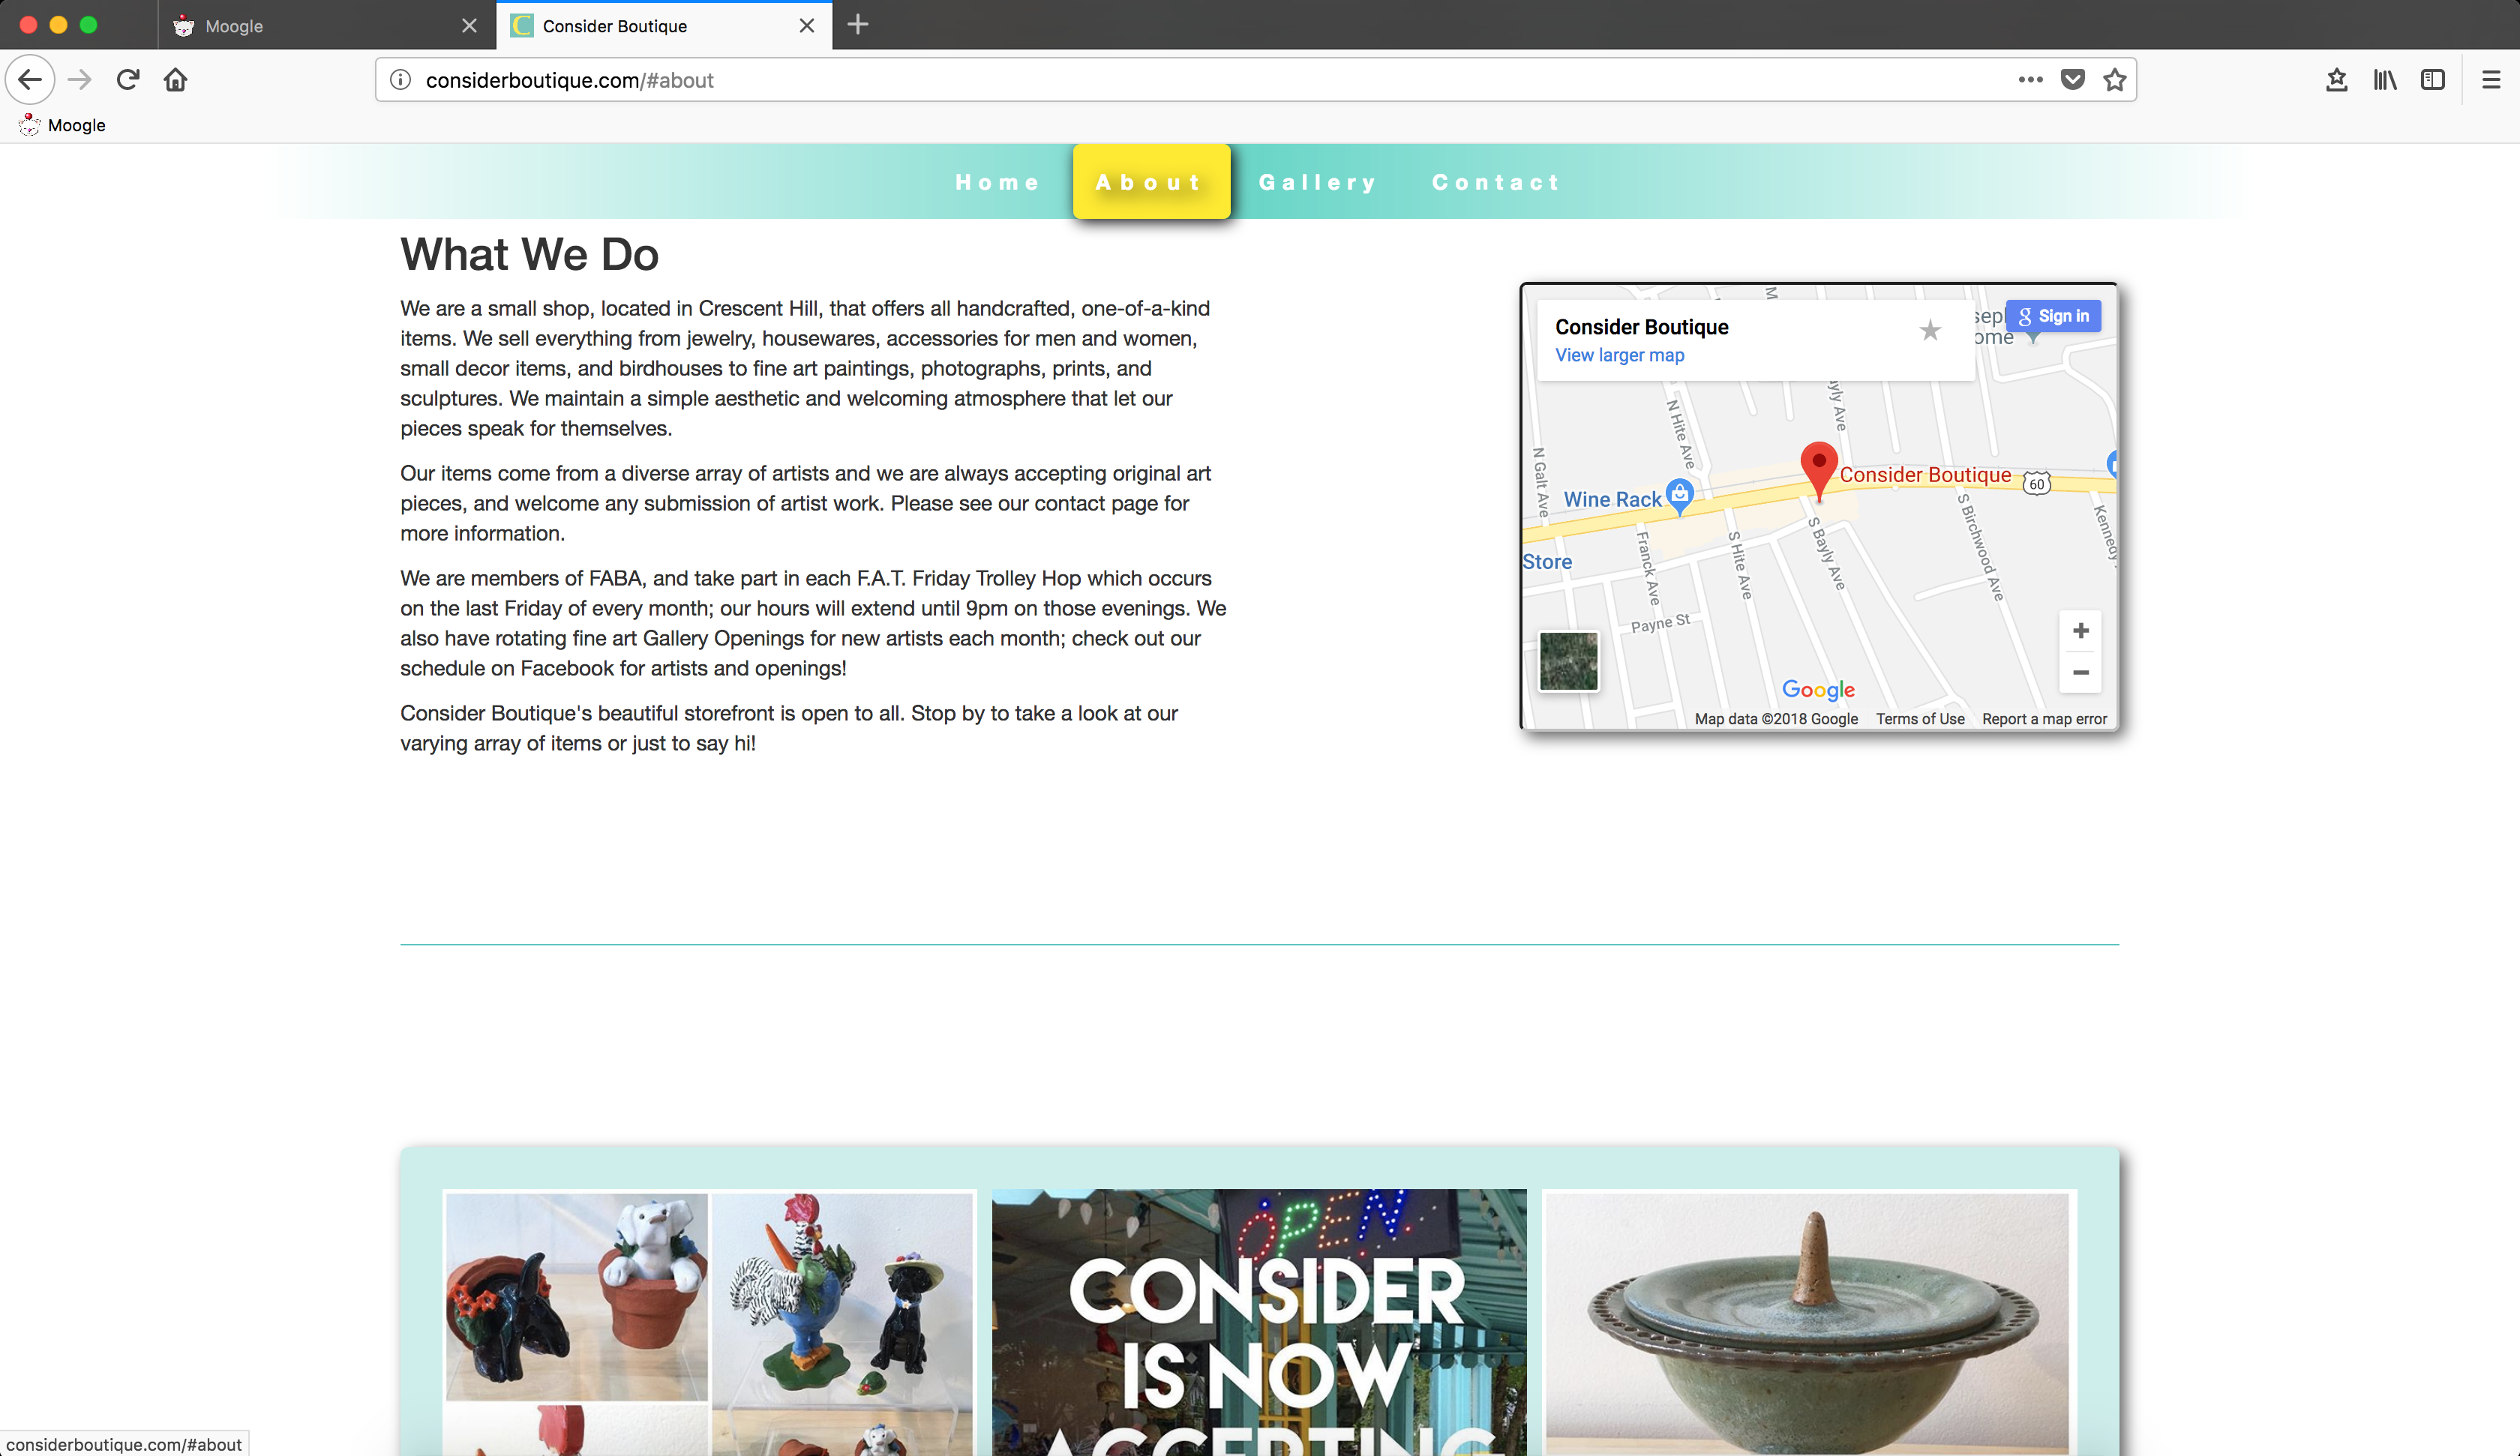 Moogle
Consider Boutique
considerboutique.com/#about
Moogle
Home
About
Gallery
Contact
What We Do
We are a small shop, located in Crescent Hill, that offers all handcrafted, one-of-a-kind
items. We sell everything from jewelry, housewares, accessories for men and women,
small decor items, and birdhouses to fine art paintings, photographs, prints, and
sculptures. We maintain a simple aesthetic and welcoming atmosphere that let our
pieces speak for themselves.
Our items come from a diverse array of artists and we are always accepting original art
pieces, and welcome any submission of artist work. Please see our contact page for
more information.
We are members of FABA, and take part in each F.A.T. Friday Trolley Hop which occurs
on the last Friday of every month; our hours will extend until 9pm on those evenings. We
also have rotating fine art Gallery Openings for new artists each month; check out our
schedule on Facebook for artists and openings!
Consider Boutique's beautiful storefront is open to all. Stop by to take a look at our
varying array of items or just to say hi!
Consider Boutique
View larger map
Sign in
N Hite Ave
N Galt Ave
Consider Boutique
60
Wine Rack
Store
Franck Ave
S Hite Ave
S Bayly Ave
S Birchwood Ave
Payne St
Google
Map data ©2018 Google
Terms of Use
Report a map error
OPEN
CONSIDER
IS NOW
ACCEPTING
considerboutique.com/#about